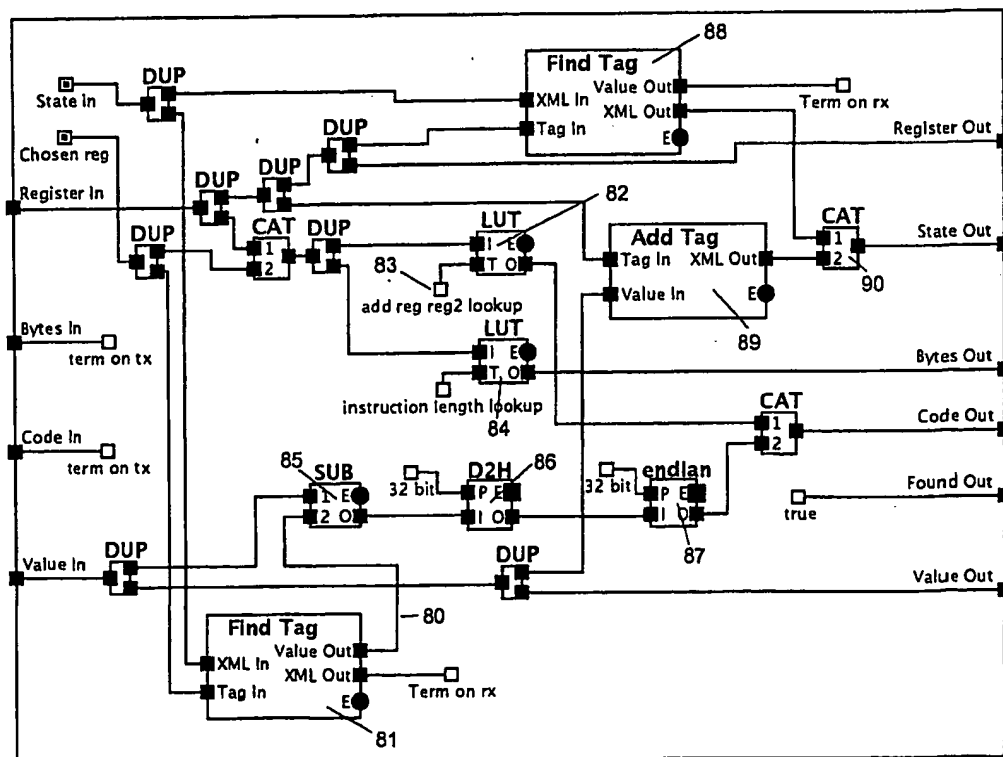 88
DUP
Find Tag
State in
Value Out
XML In
Term on rx
XML Out
DUP
Tag In
E
Register Out
Chosen reg
DUP
DUP
Register In
82
DUP
CAT
DUP
LUT
CAT
1
2
I E
T O
Add Tag
1
2
State Out
83
Tag In
XML Out
90
add reg reg2 lookup
Value In
E
Bytes In
LUT
89
term on tx
I E
T O
Bytes Out
instruction length lookup
CAT
84
1
2
Code Out
Code In
term on tx
85
SUB
D2H
86
endian
1 E
2 O
32 bit
P E
I O
32 bit
P E
I O
Found Out
true
87
DUP
DUP
Value In
Value Out
80
Find Tag
Value Out
XML In
XML Out
Tag In
Term on rx
E
81